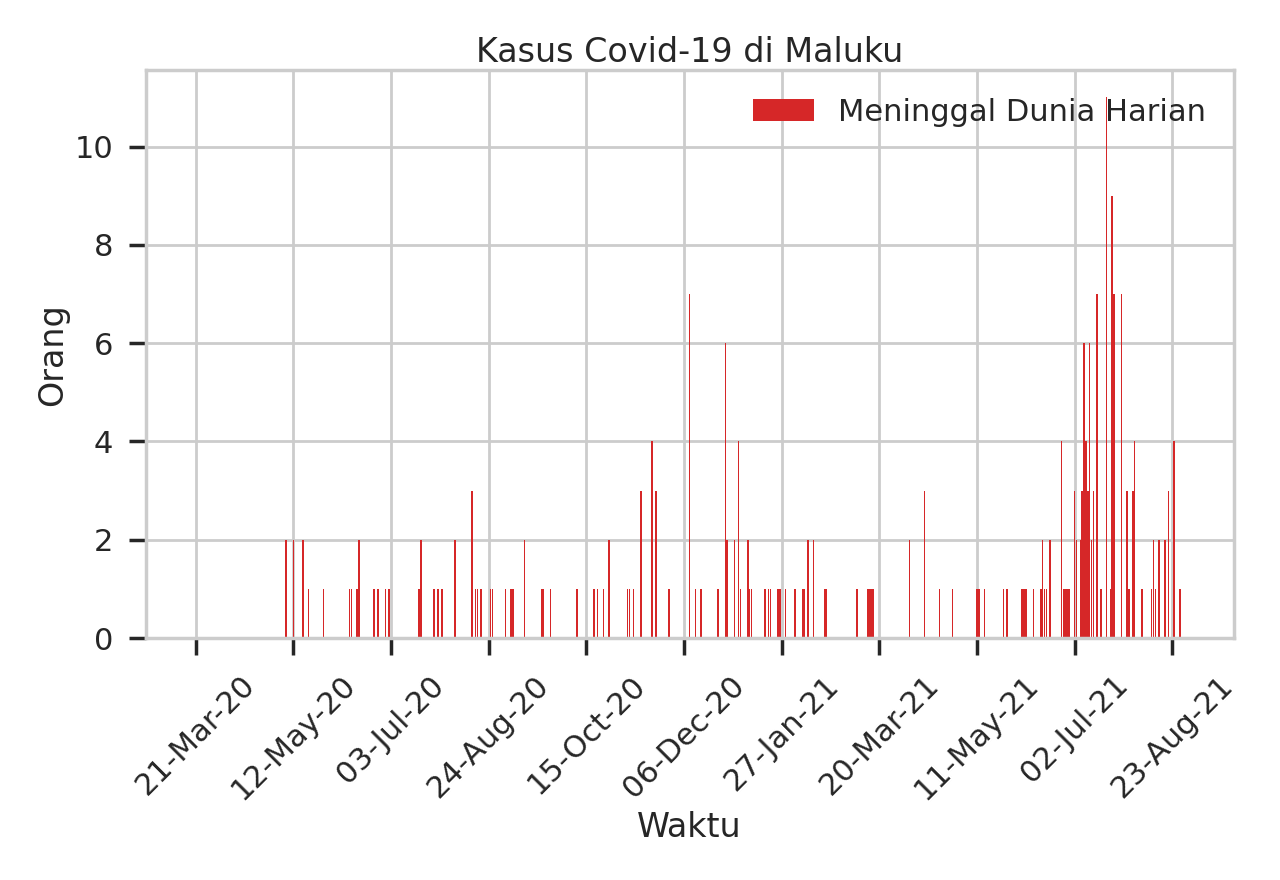 Kasus Covid-19 di Maluku
Meninggal Dunia Harian
Orang
10
8
6
4
2
0
21-Mar-20
12-May-20
03-Jul-20
24-Aug-20
15-Oct-20
06-Dec-20
27-Jan-21
20-Mar-21
11-May-21
02-Jul-21
23-Aug-21
Waktu